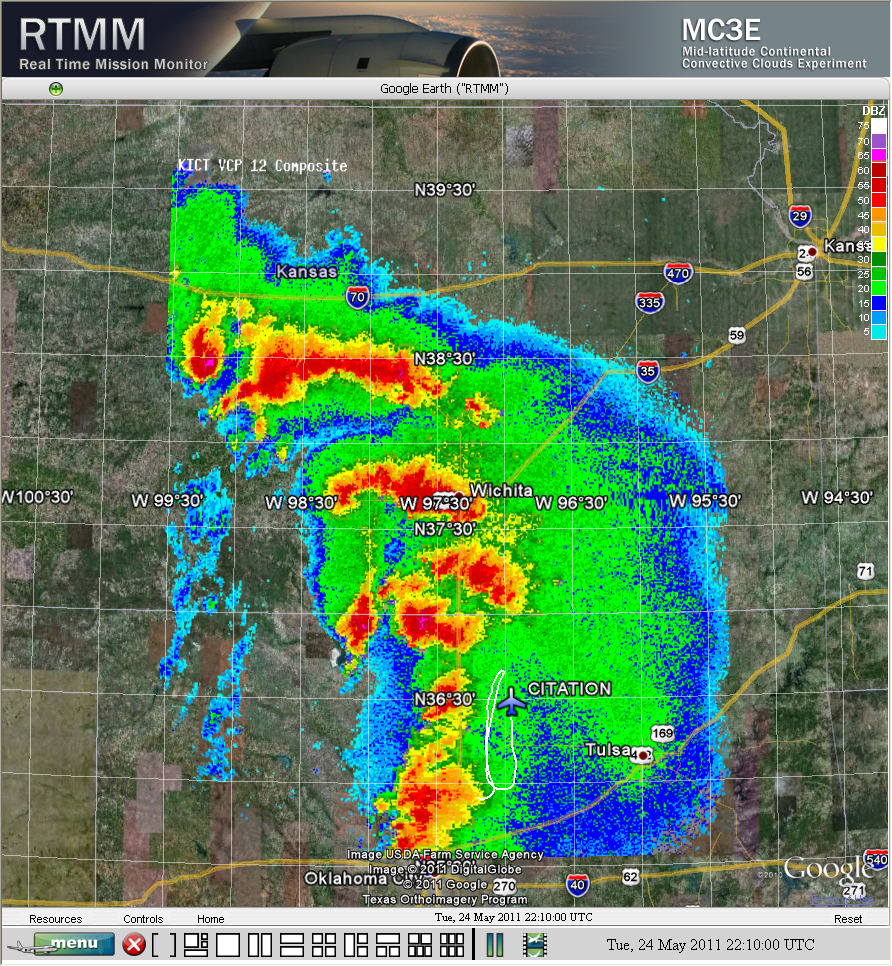 RTMM
Real Time Mission Monitor
MC3E
Mid-latitude Continental
Convective Clouds Experiment
Google Earth ("RTMM")
DBZ
75
70
65
60
55
50
45
40
35
30
25
20
15
10
5
KICT VCP 12 Composite
N39°30'
29
Kansas
470
56
Kansas
70
335
59
N38°30'
35
W100°30'
W 99°30'
W 98°30'
W 97°30'
Wichita
W 96°30'
W 95°30'
W 94°30'
N37°30'
71
N36°30'
CITATION
169
Tulsa
Image USDA Farm Service Agency
Image © 2011 DigitalGlobe
© 2011 Google
Texas Orthoimagery Program
Oklahoma City
270
40
62
©2010 Google
540
271
Resources
Controls
Home
Tue, 24 May 2011 22:10:00 UTC
Reset
menu
Tue, 24 May 2011 22:10:00 UTC